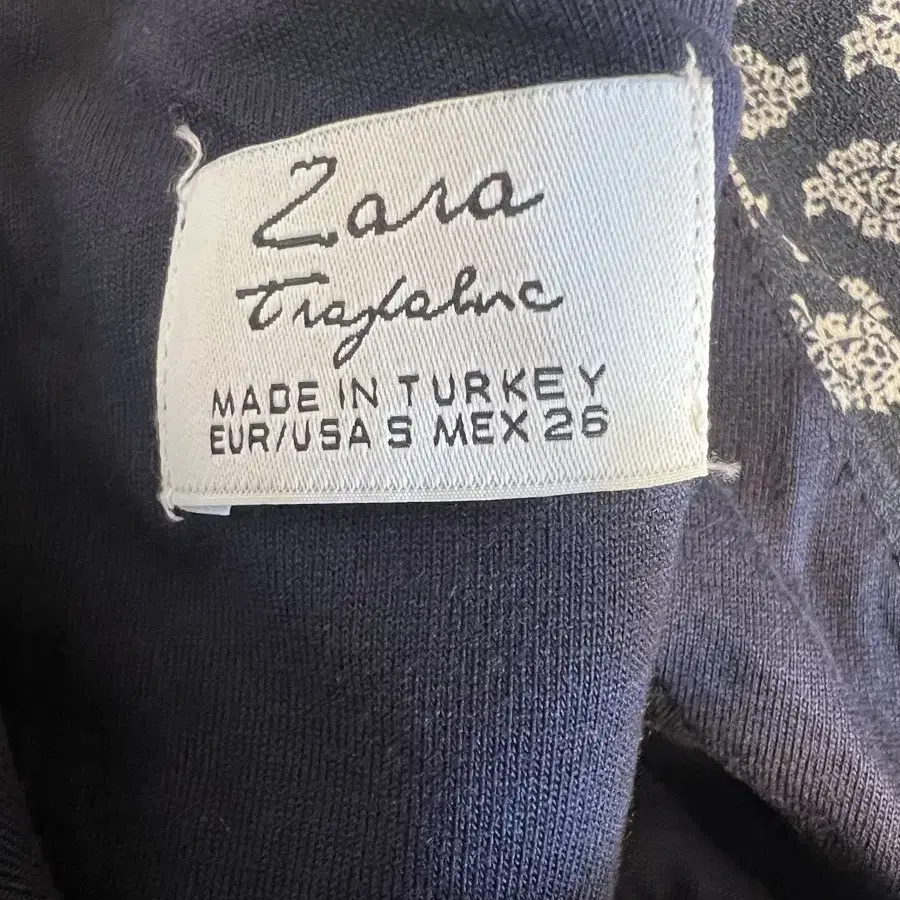 Zara
Trafaluc
MADE IN TURKEY
EUR/USA S MEX 26